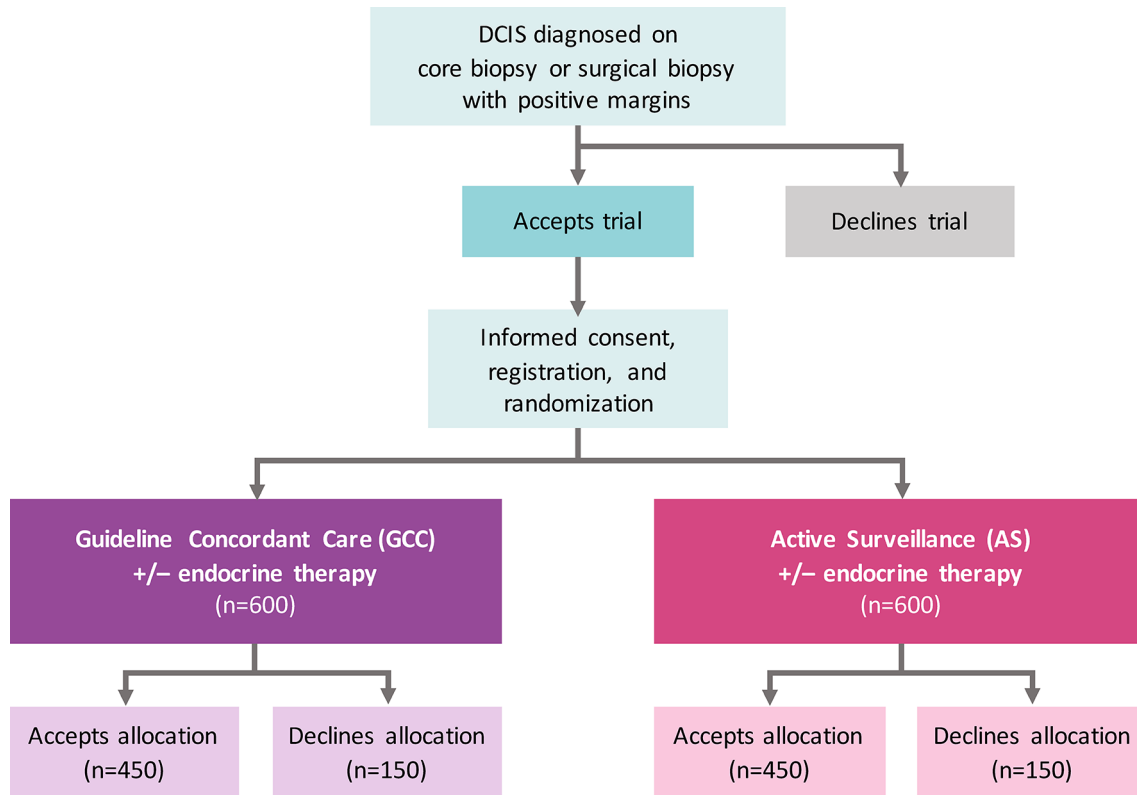 DCIS diagnosed on
core biopsy or surgical biopsy
with positive margins
Accepts trial
Declines trial
Informed consent,
registration, and
randomization
Guideline Concordant Care (GCC)
+/– endocrine therapy
(n=600)
Active Surveillance (AS)
+/– endocrine therapy
(n=600)
Accepts allocation
(n=450)
Declines allocation
(n=150)
Accepts allocation
(n=450)
Declines allocation
(n=150)